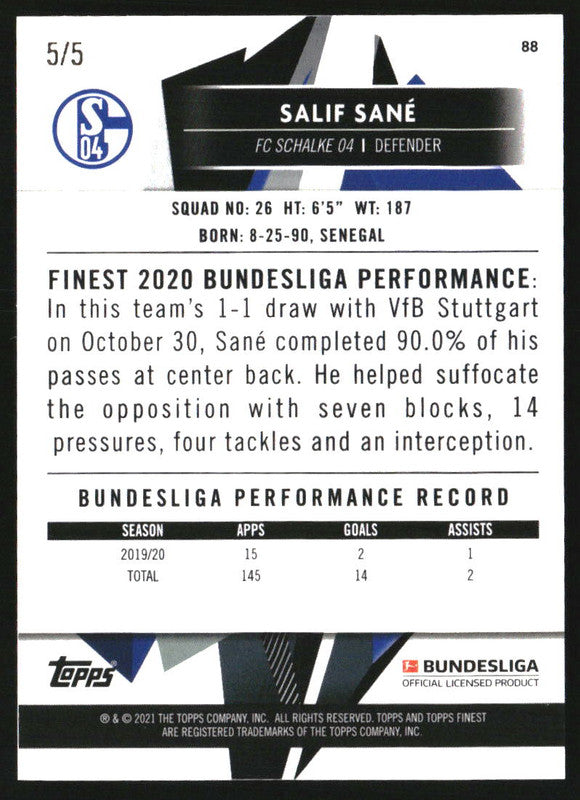 5/5
88
S
04
SALIF SANÉ
FC SCHALKE 04 | DEFENDER
SQUAD NO: 26 HT: 6'5" WT: 187
BORN: 8-25-90, SENEGAL
FINEST 2020 BUNDESLIGA PERFORMANCE:
In this team's 1-1 draw with VfB Stuttgart
on October 30, Sané completed 90.0% of his
passes at center back. He helped suffocate
the opposition with seven blocks, 14
pressures, four tackles and an interception.
BUNDESLIGA PERFORMANCE RECORD
SEASON APPS GOALS ASSISTS
2019/20 15 2 1
TOTAL 145 14 2
Topps®
BUNDESLIGA
OFFICIAL LICENSED PRODUCT
® & © 2021 THE TOPPS COMPANY, INC. ALL RIGHTS RESERVED. TOPPS AND TOPPS FINEST
ARE REGISTERED TRADEMARKS OF THE TOPPS COMPANY, INC.